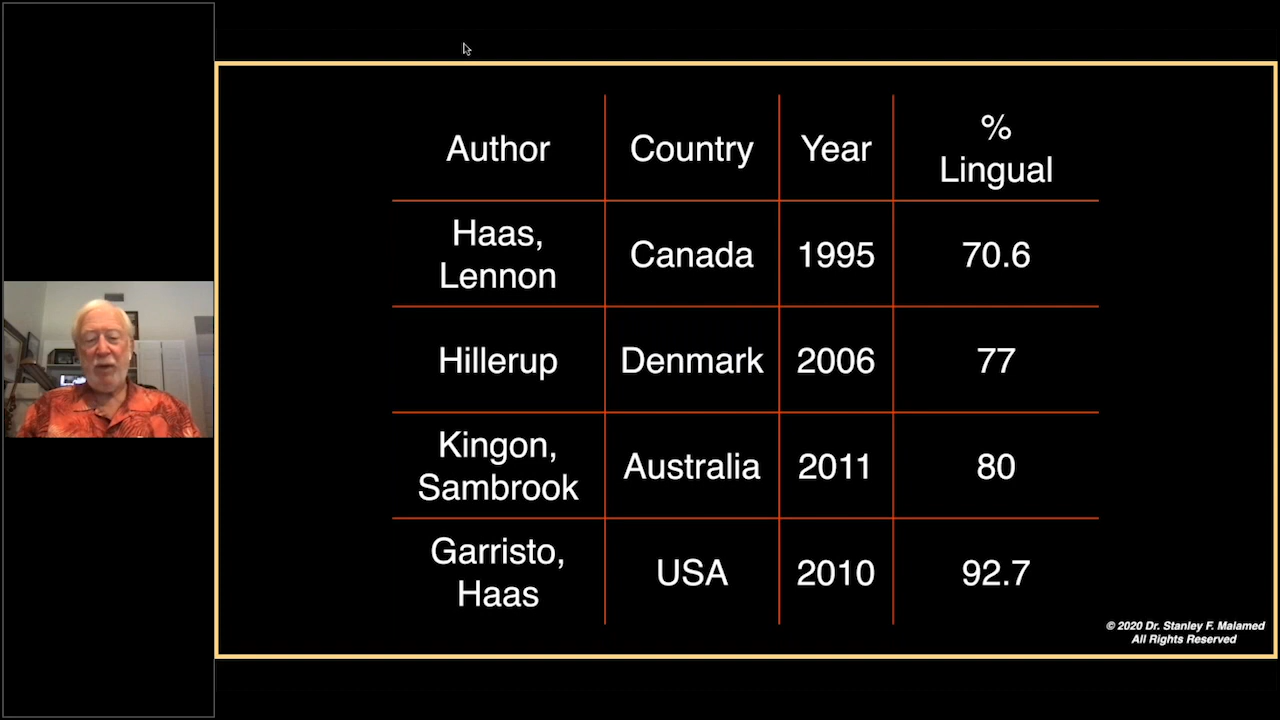 Author Country Year %
Lingual
Haas,
Lennon Canada 1995 70.6
Hillerup Denmark 2006 77
Kingon,
Sambrook Australia 2011 80
Garristo,
Haas USA 2010 92.7
© 2020 Dr. Stanley F. Malamed
All Rights Reserved